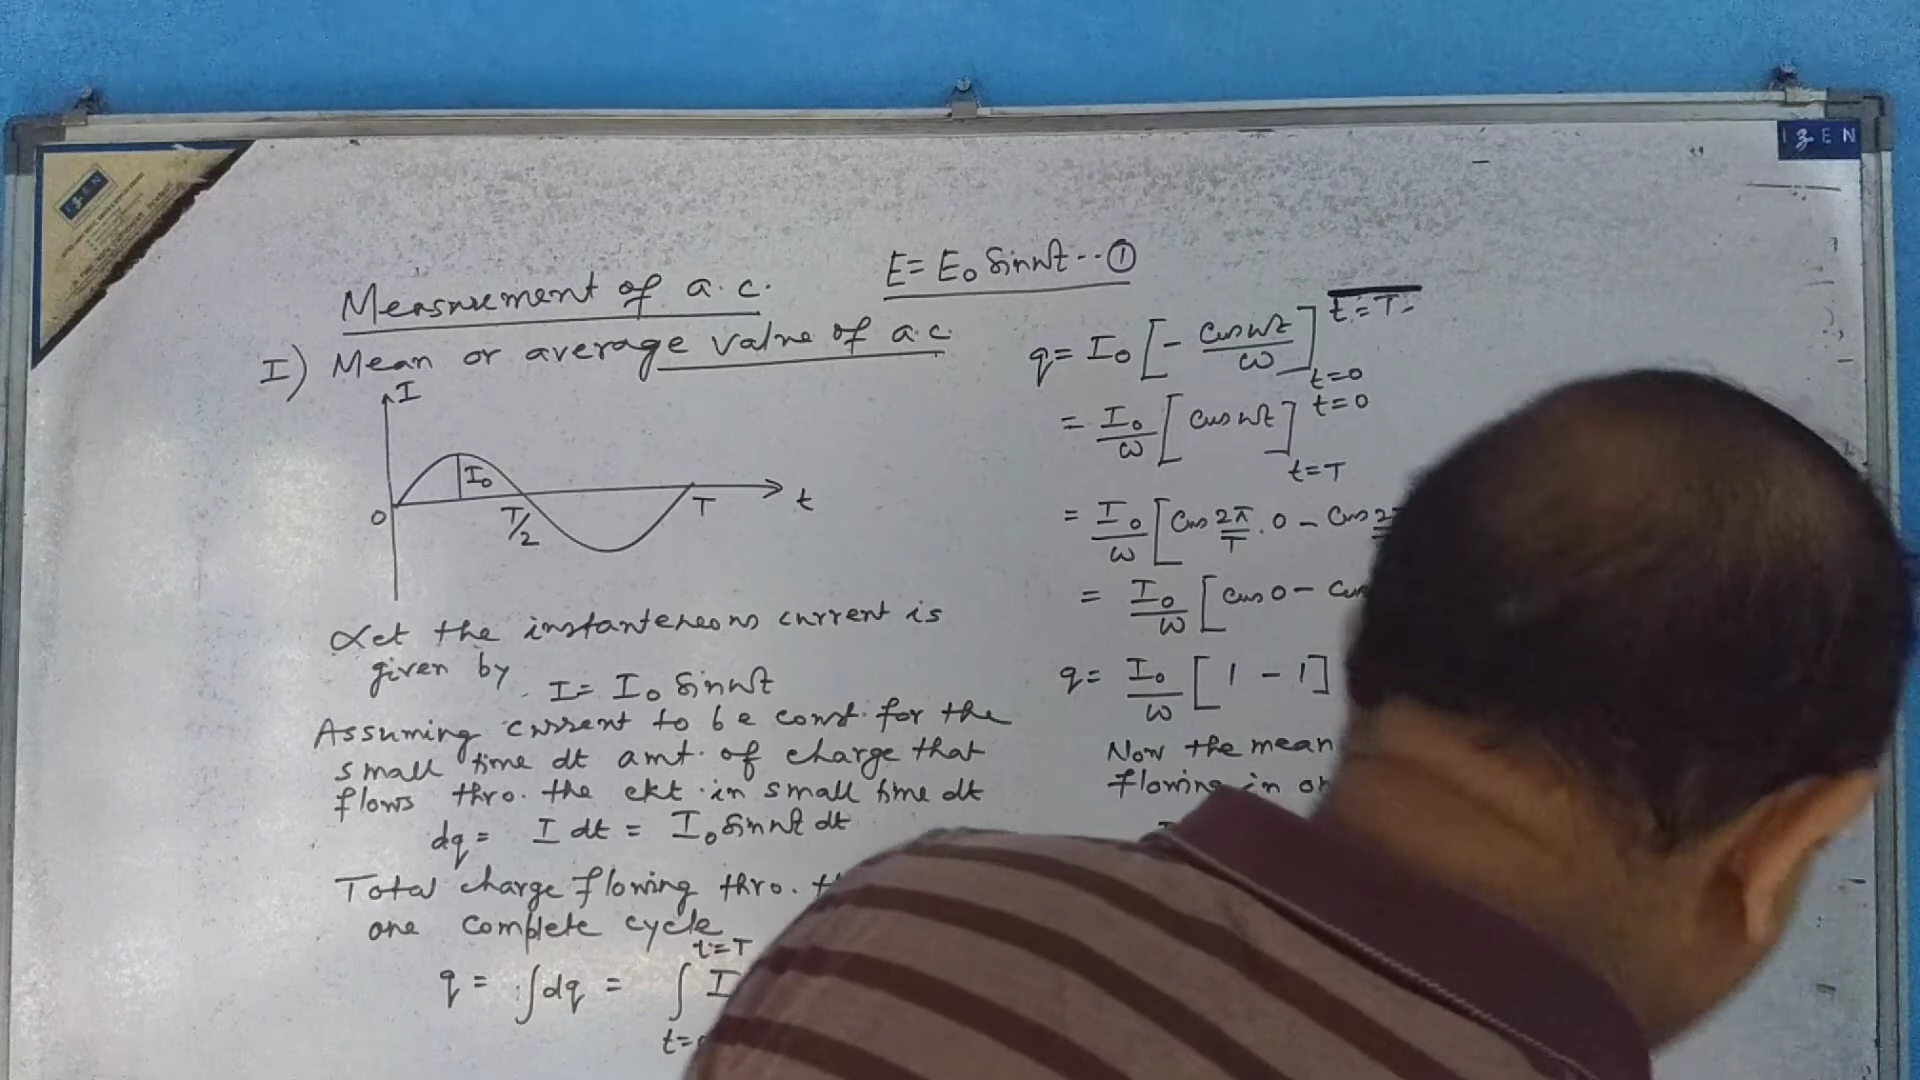 Measurement of a.c.
E = E₀ Sinωt -- ①
I) Mean or average value of a.c.
I
I₀
O
T/2
T
t
Let the instanteneous current is
given by
I = I₀ Sinωt
Assuming current to be const. for the
small time dt amt. of charge that
flows thro. the ckt. in small time dt
dq = I dt = I₀ Sinωt dt
Total charge flowing thro.
one complete cycle
t=T
q = ∫dq = ∫ I
t=
q = I₀ [- Cosωt/ω] t=T t=0
= I₀/ω [Cosωt] t=0 t=T
= I₀/ω [Cos 2π/T . 0 - Cos 2
= I₀/ω [Cos 0 -
q = I₀/ω [1 - 1]
Now the mean
flowing in
IZEN
IZEN